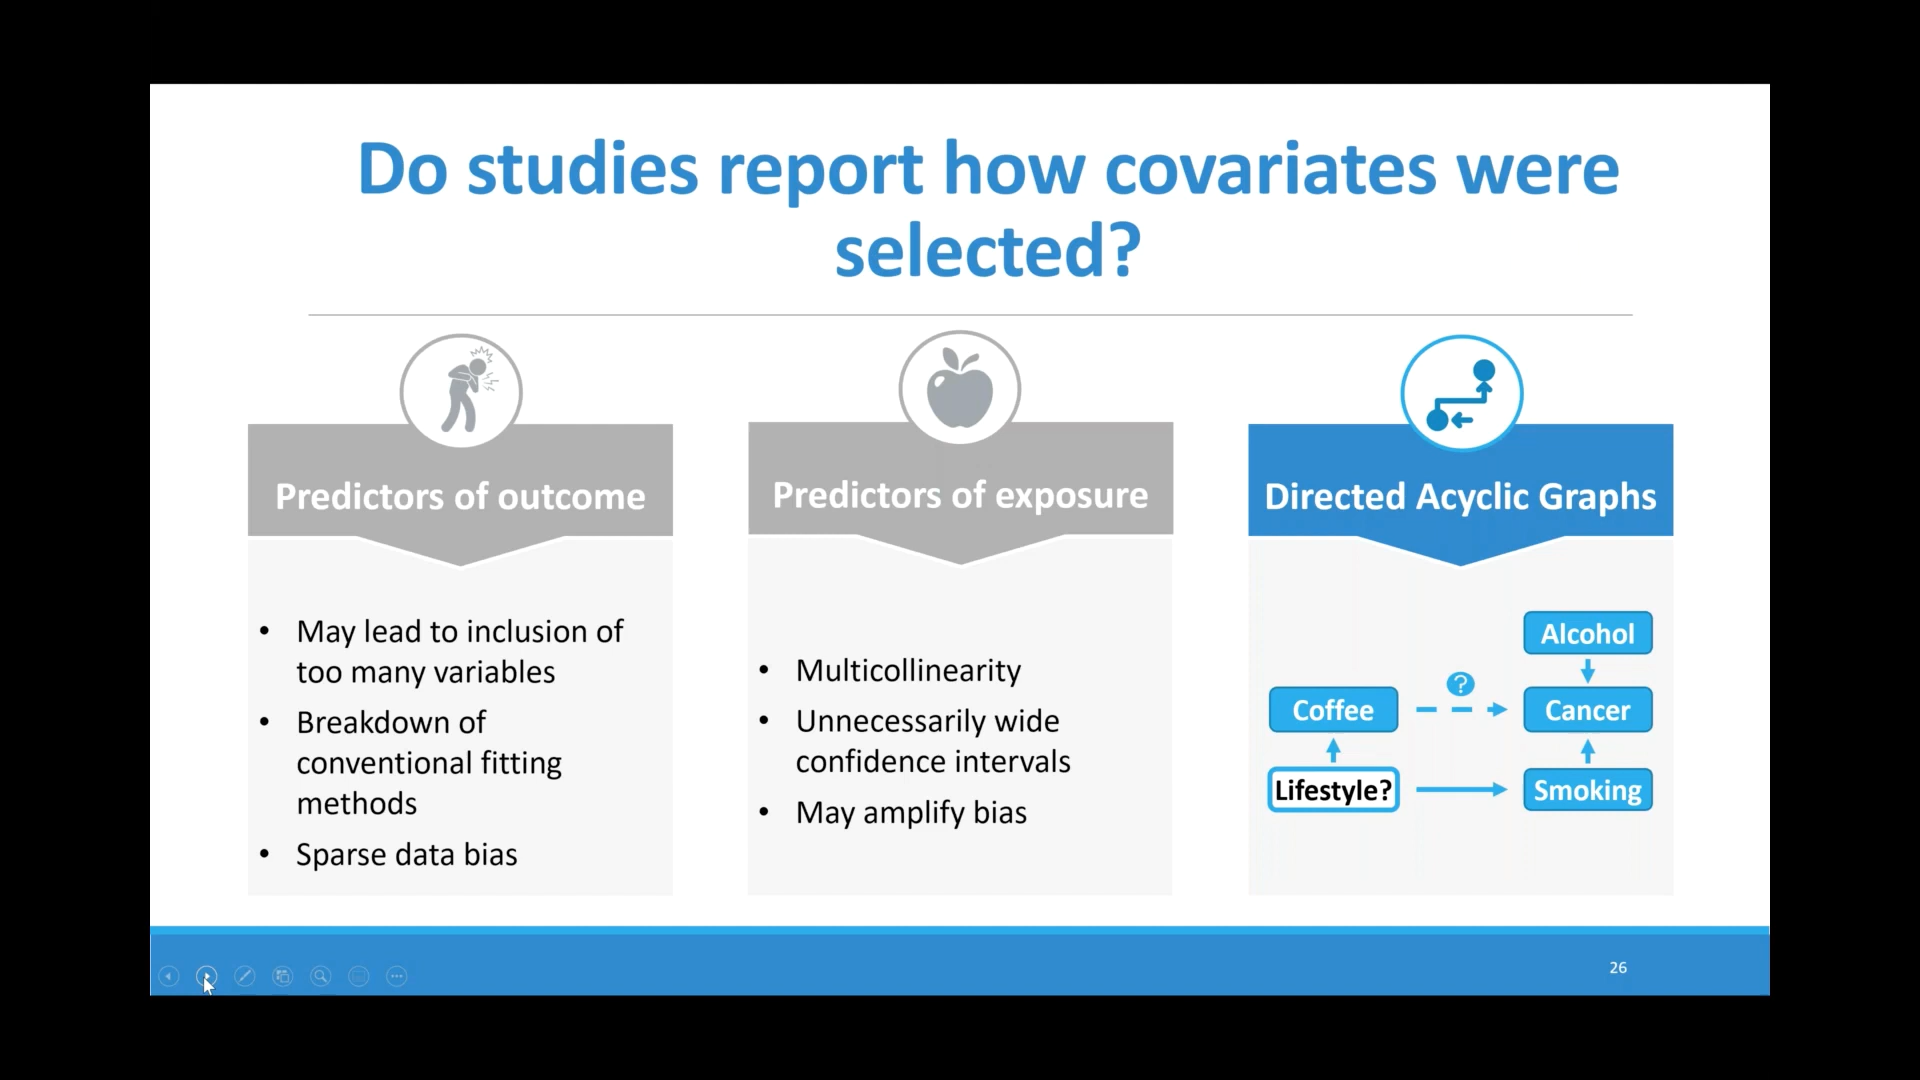 Do studies report how covariates were
selected?
Predictors of outcome
• May lead to inclusion of
too many variables
• Breakdown of
conventional fitting
methods
• Sparse data bias
Predictors of exposure
• Multicollinearity
• Unnecessarily wide
confidence intervals
• May amplify bias
Directed Acyclic Graphs
Alcohol
?
Coffee
Cancer
Lifestyle?
Smoking
26